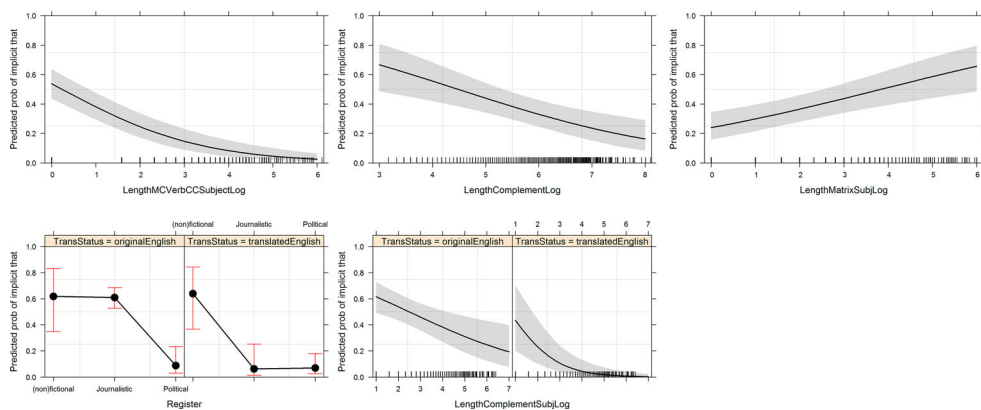 Predicted prob of implicit that
1.0
0.8
0.6
0.4
0.2
0.0
0 1 2 3 4 5 6
LengthMCVerbCCSubjectLog
Predicted prob of implicit that
1.0
0.8
0.6
0.4
0.2
0.0
3 4 5 6 7 8
LengthComplementLog
Predicted prob of implicit that
1.0
0.8
0.6
0.4
0.2
0.0
0 1 2 3 4 5 6
LengthMatrixSubjLog
(non)fictional Journalistic Political
TransStatus = originalEnglish TransStatus = translatedEnglish
Predicted prob of implicit that
1.0
0.8
0.6
0.4
0.2
0.0
(non)fictional Journalistic Political
Register
1 2 3 4 5 6 7
TransStatus = originalEnglish TransStatus = translatedEnglish
Predicted prob of implicit that
1.0
0.8
0.6
0.4
0.2
0.0
1 2 3 4 5 6 7
LengthComplementSubjLog